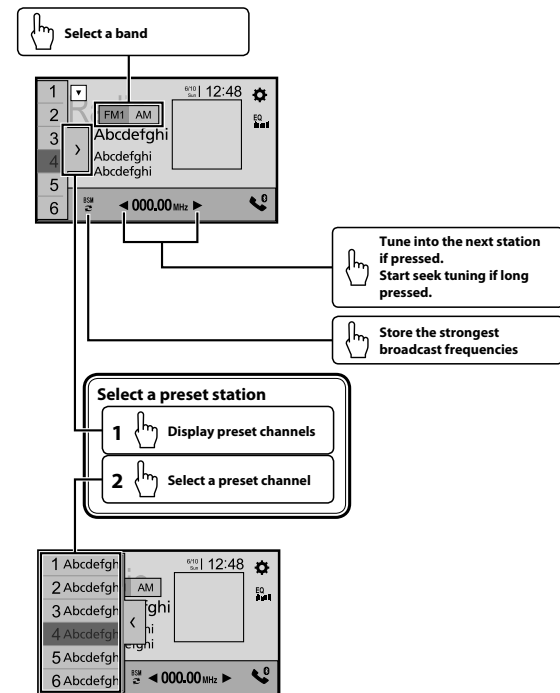 Select a band
1
2
3
4
5
6
6/10
Sun
12:48
FM1 AM
EQ
Abcdefghi
Abcdefghi
Abcdefghi
BSM
◀ 000.00 MHz ▶
Tune into the next station
if pressed.
Start seek tuning if long
pressed.
Store the strongest
broadcast frequencies
Select a preset station
1 Display preset channels
2 Select a preset channel
1 Abcdefgh
2 Abcdefgh
3 Abcdefgh
4 Abcdefgh
5 Abcdefgh
6 Abcdefgh
6/10
Sun
12:48
AM
EQ
fghi
hi
efghi
BSM
◀ 000.00 MHz ▶